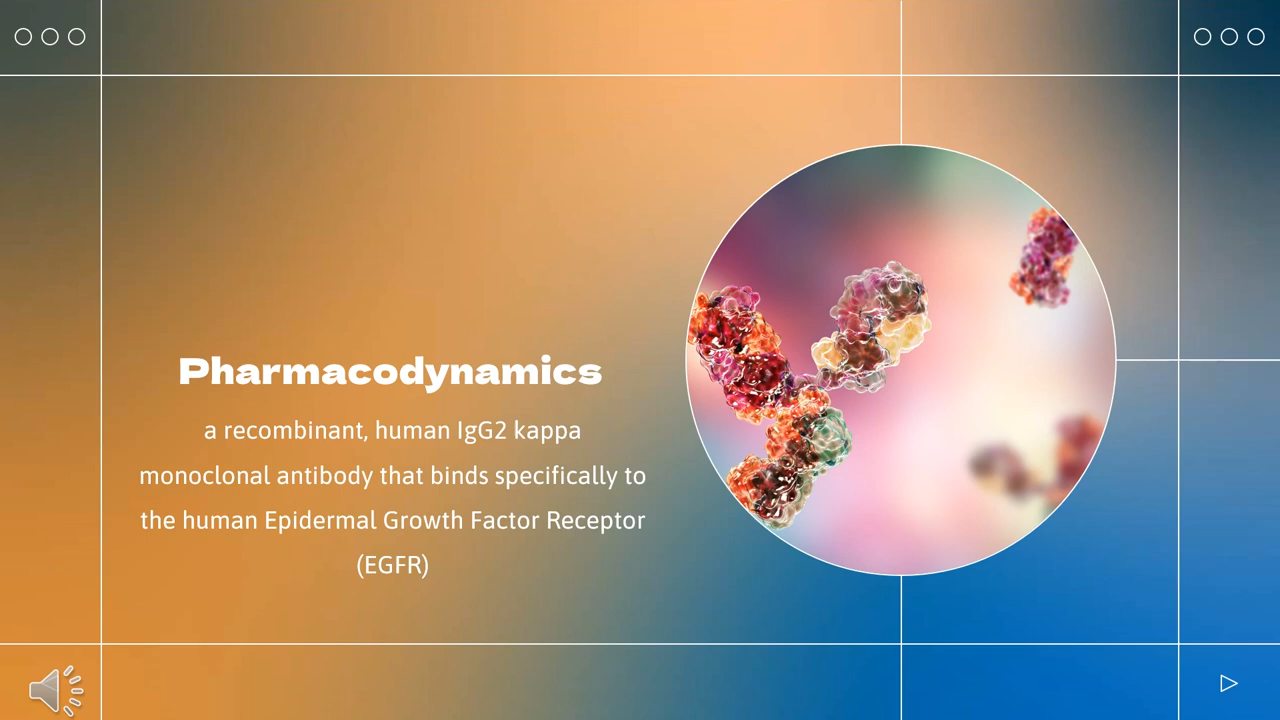 Pharmacodynamics
a recombinant, human IgG2 kappa
monoclonal antibody that binds specifically to
the human Epidermal Growth Factor Receptor
(EGFR)